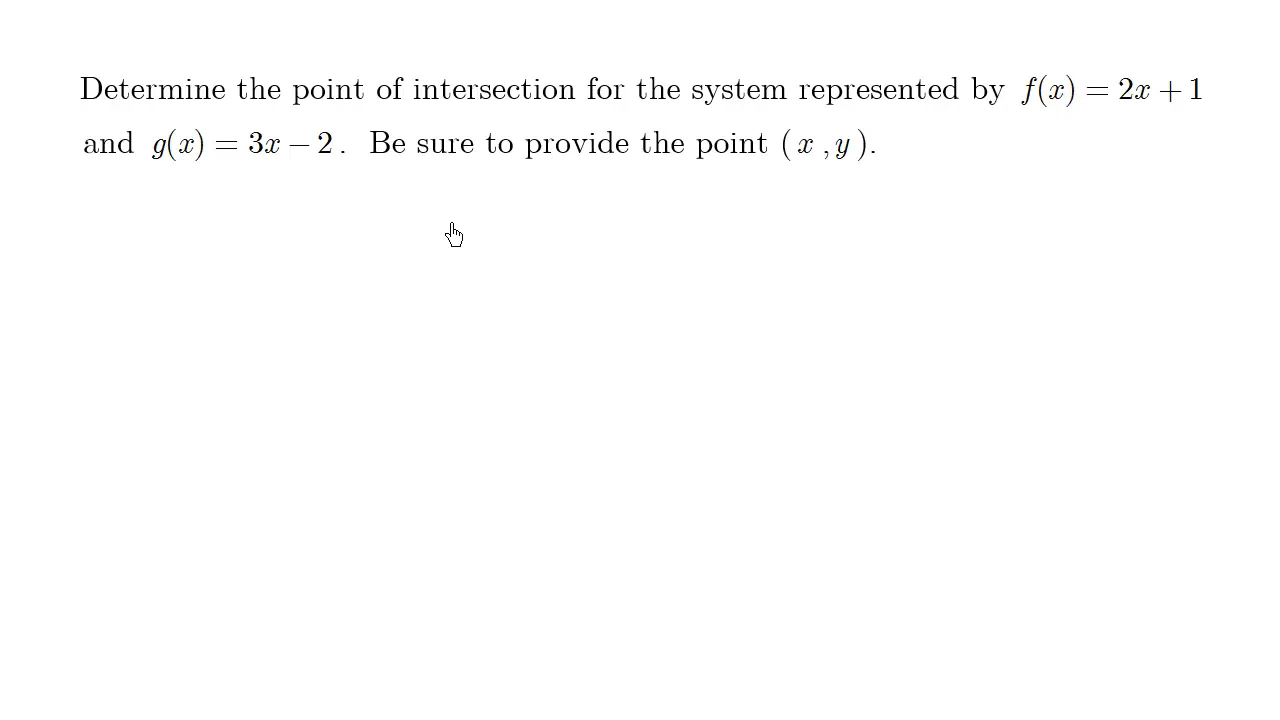 Determine the point of intersection for the system represented by f(x) = 2x + 1
and g(x) = 3x − 2. Be sure to provide the point ( x , y ).